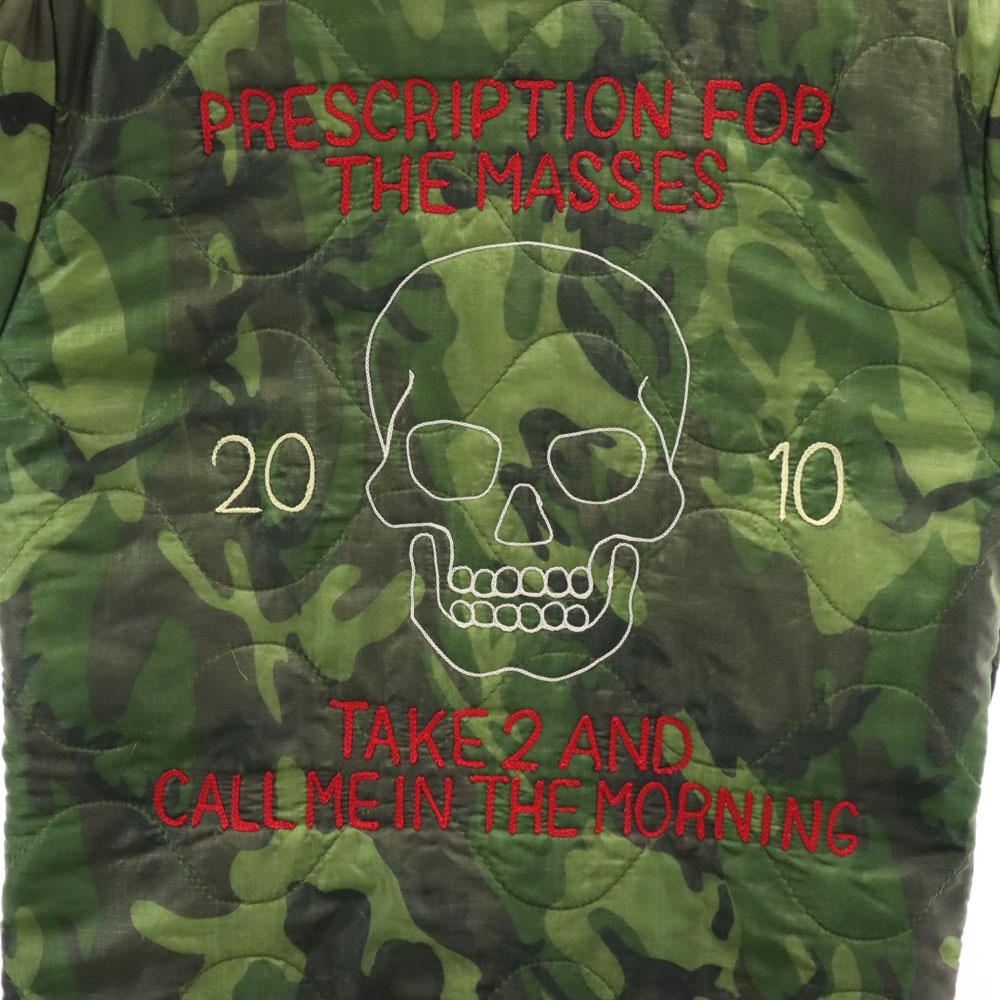 PRESCRIPTION FOR
THE MASSES
20 10
TAKE 2 AND
CALL ME IN THE MORNING